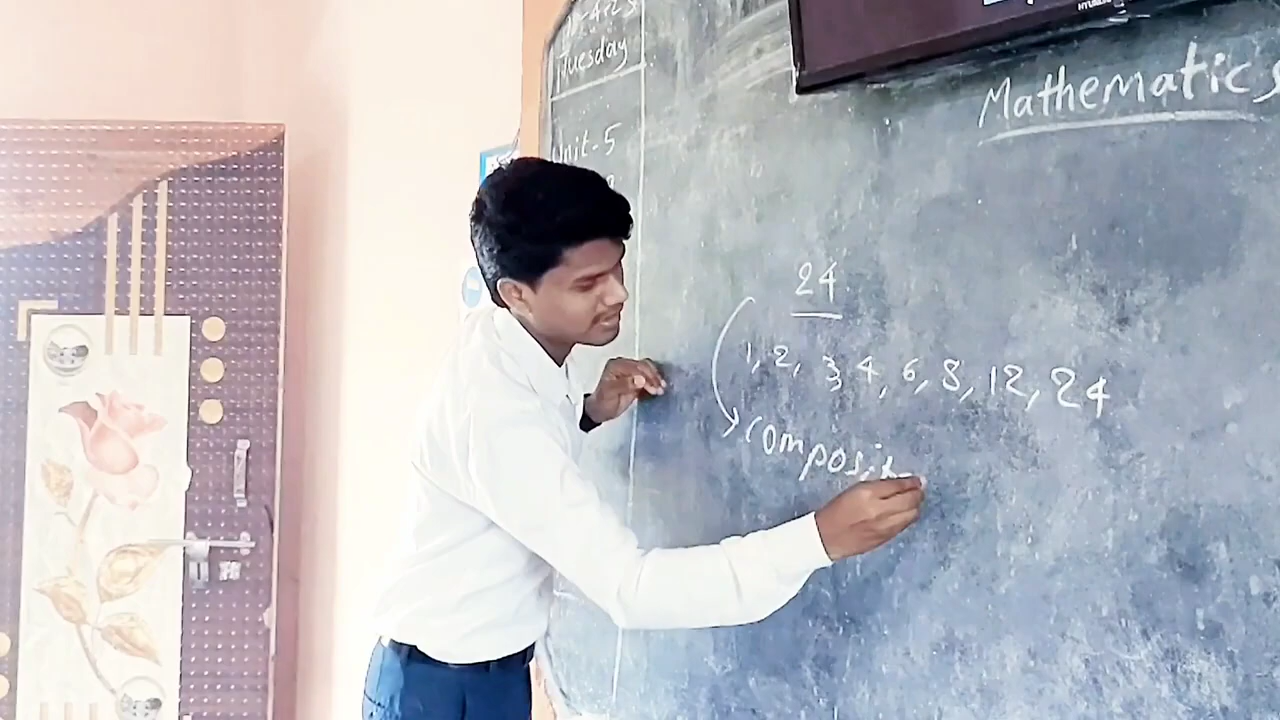 Tuesday
Unit-5
Mathematics
24
1, 2, 3, 4, 6, 8, 12, 24
composit